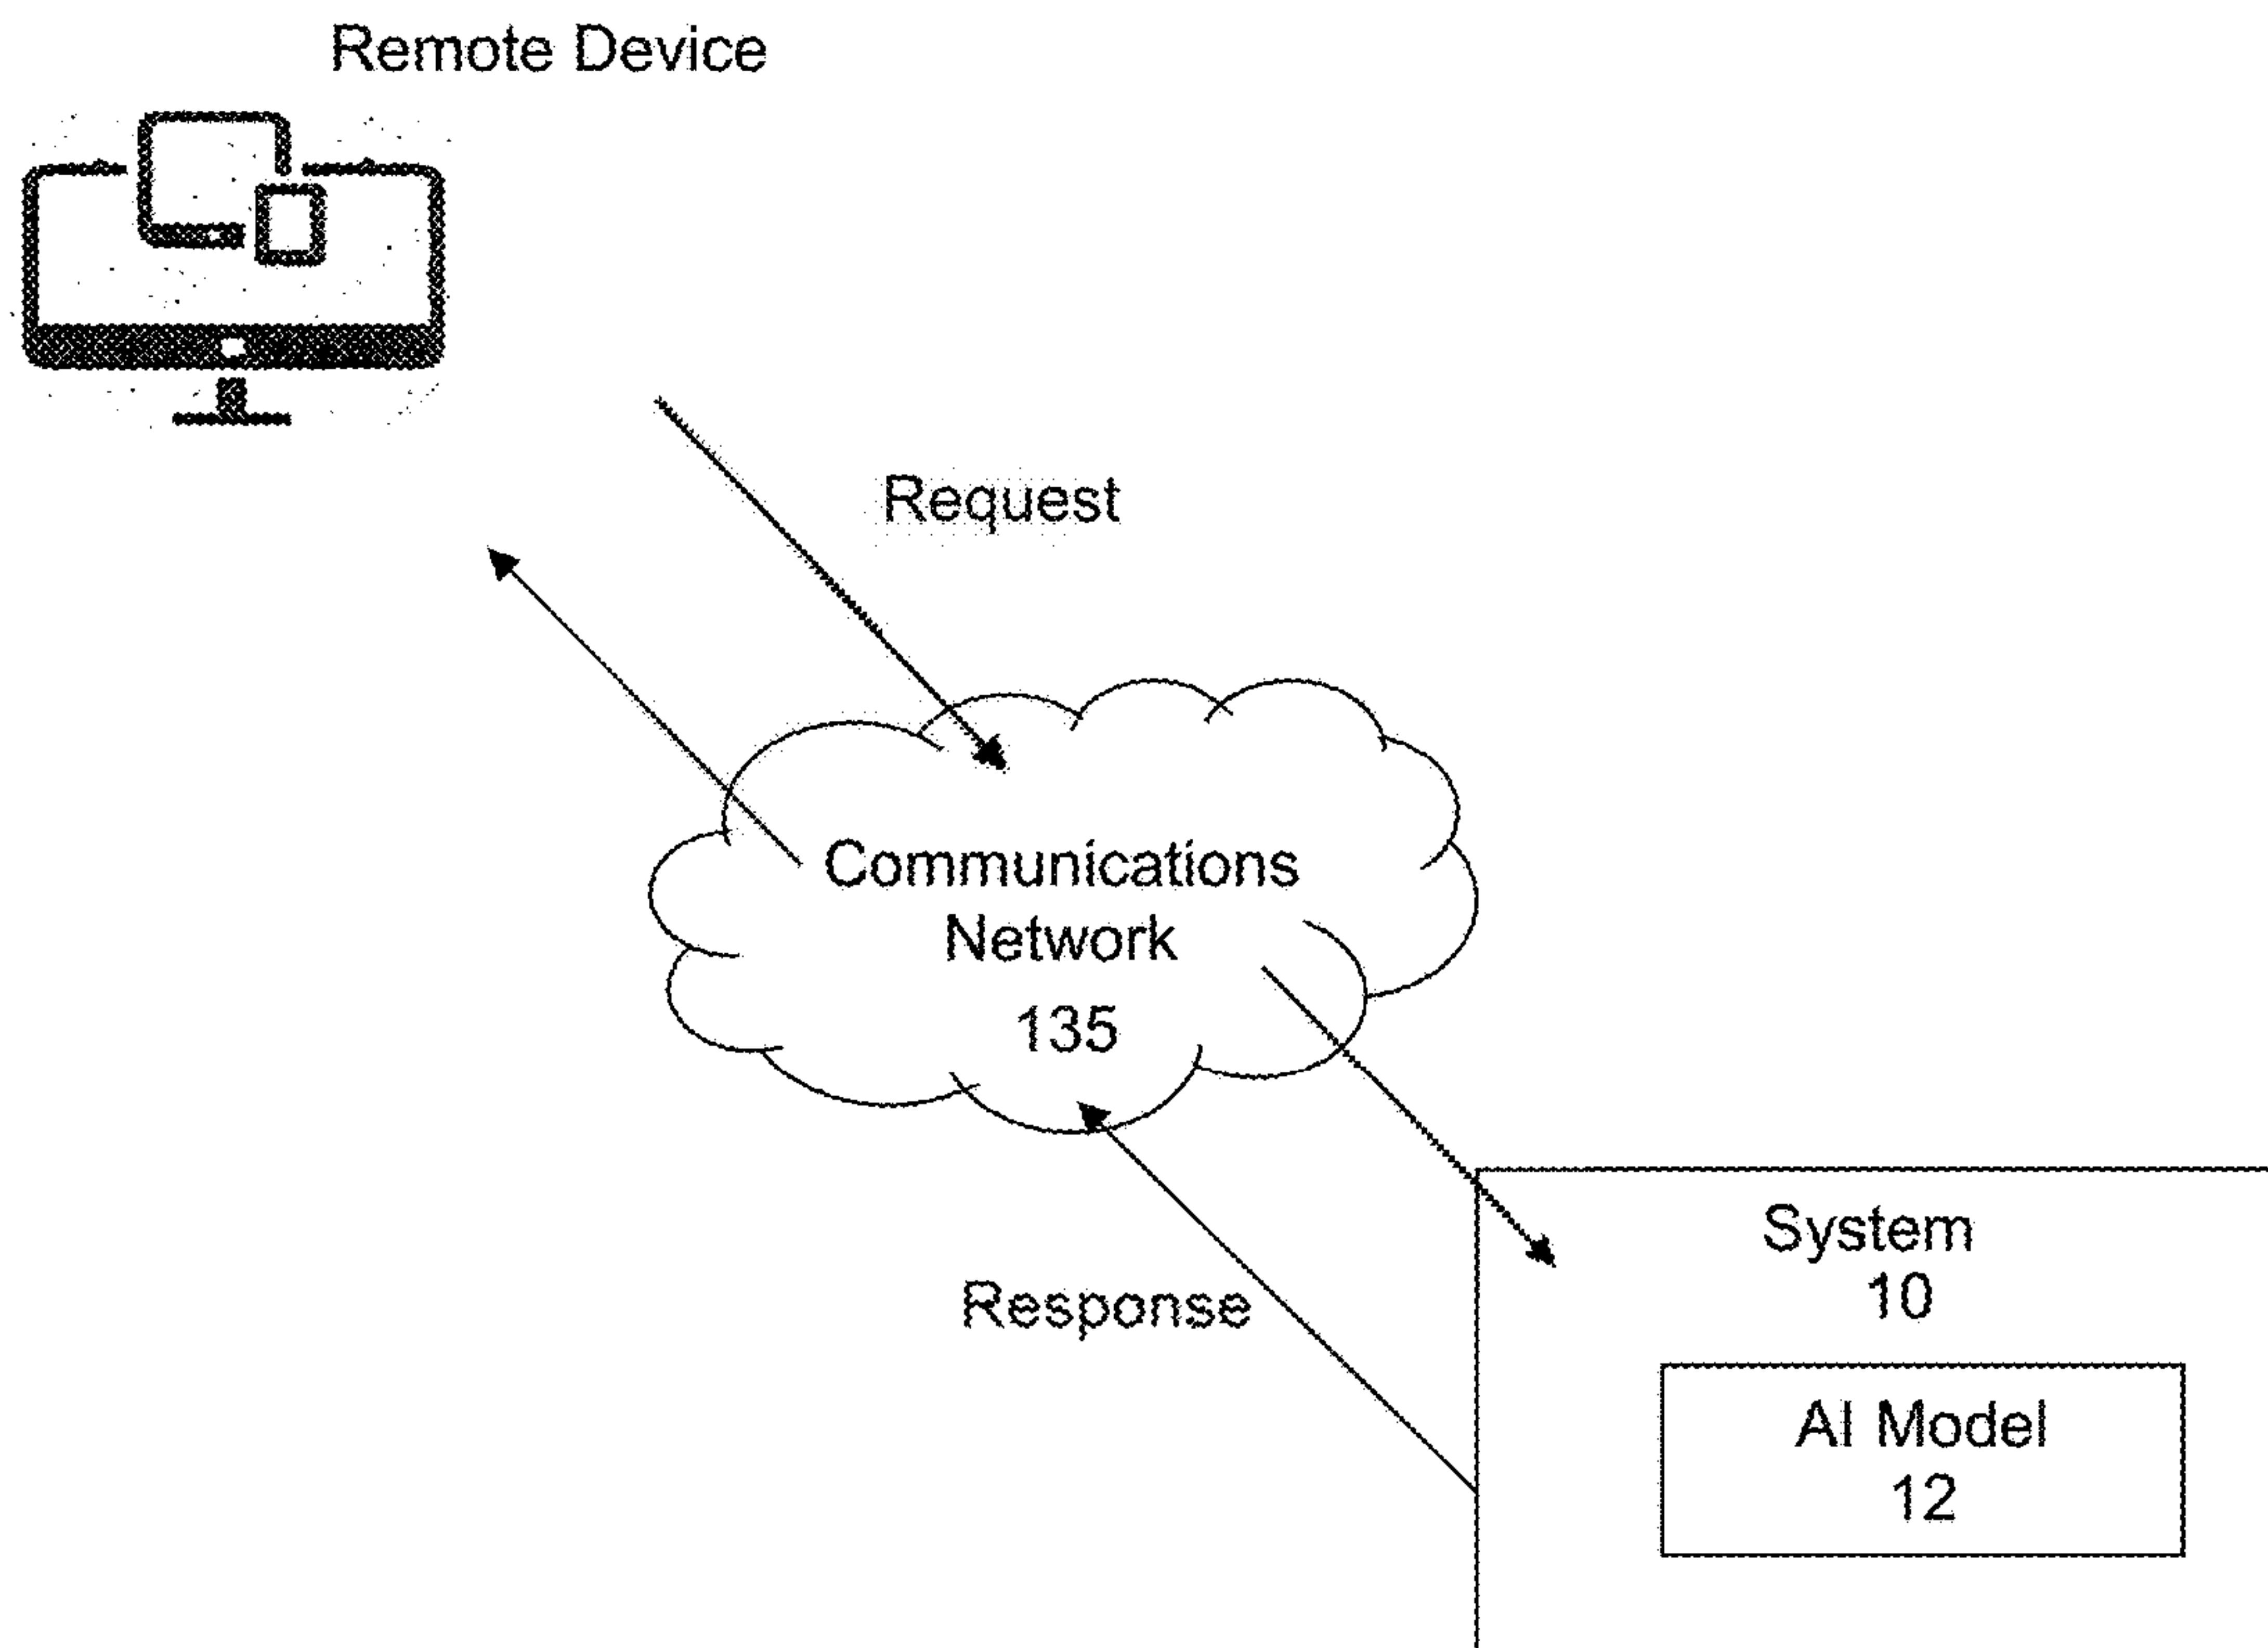 Remote Device
Request
Communications
Network
135
Response
System
10
AI Model
12